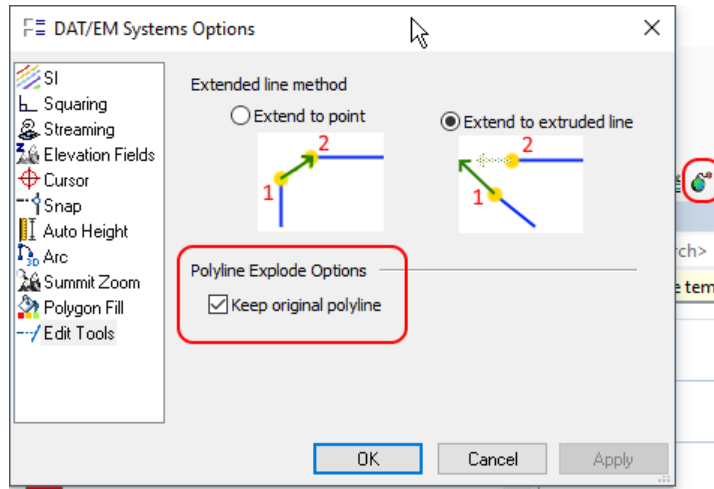 DAT/EM Systems Options
SI
Squaring
Streaming
Elevation Fields
Cursor
Snap
Auto Height
Arc
Summit Zoom
Polygon Fill
Edit Tools
Extended line method
Extend to point
Extend to extruded line
1 2
1 2
Polyline Explode Options
Keep original polyline
OK Cancel Apply
rch>
e tem